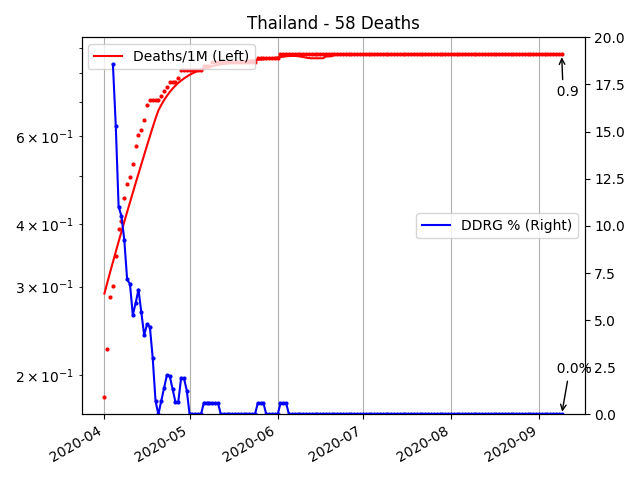 Thailand - 58 Deaths
Deaths/1M (Left)
DDRG % (Right)
6 × 10⁻¹
4 × 10⁻¹
3 × 10⁻¹
2 × 10⁻¹
20.0
17.5
15.0
12.5
10.0
7.5
5.0
2.5
0.0
0.9
0.0%
2020-04
2020-05
2020-06
2020-07
2020-08
2020-09